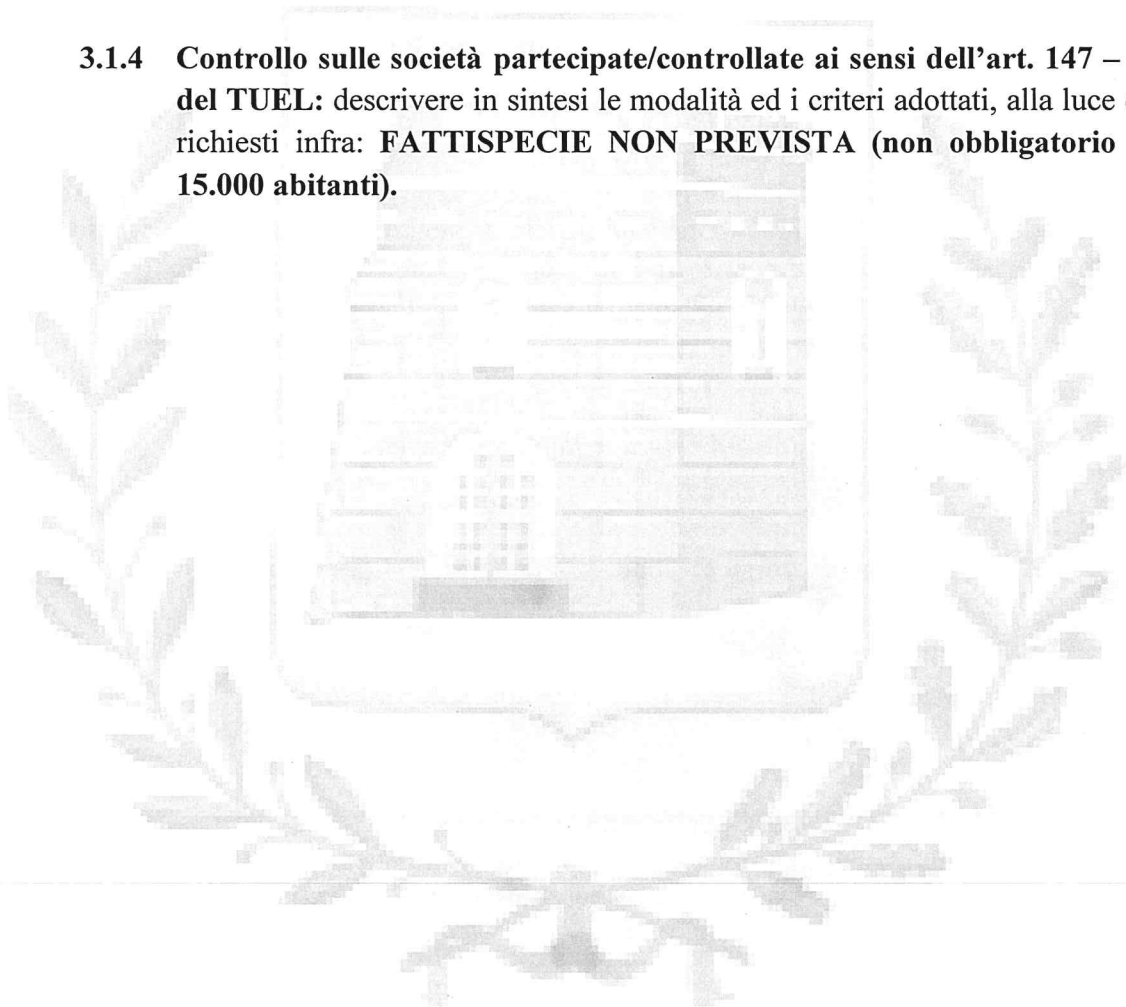 3.1.4 Controllo sulle società partecipate/controllate ai sensi dell'art. 147 –
del TUEL: descrivere in sintesi le modalità ed i criteri adottati, alla luce
richiesti infra: FATTISPECIE NON PREVISTA (non obbligatorio
15.000 abitanti).